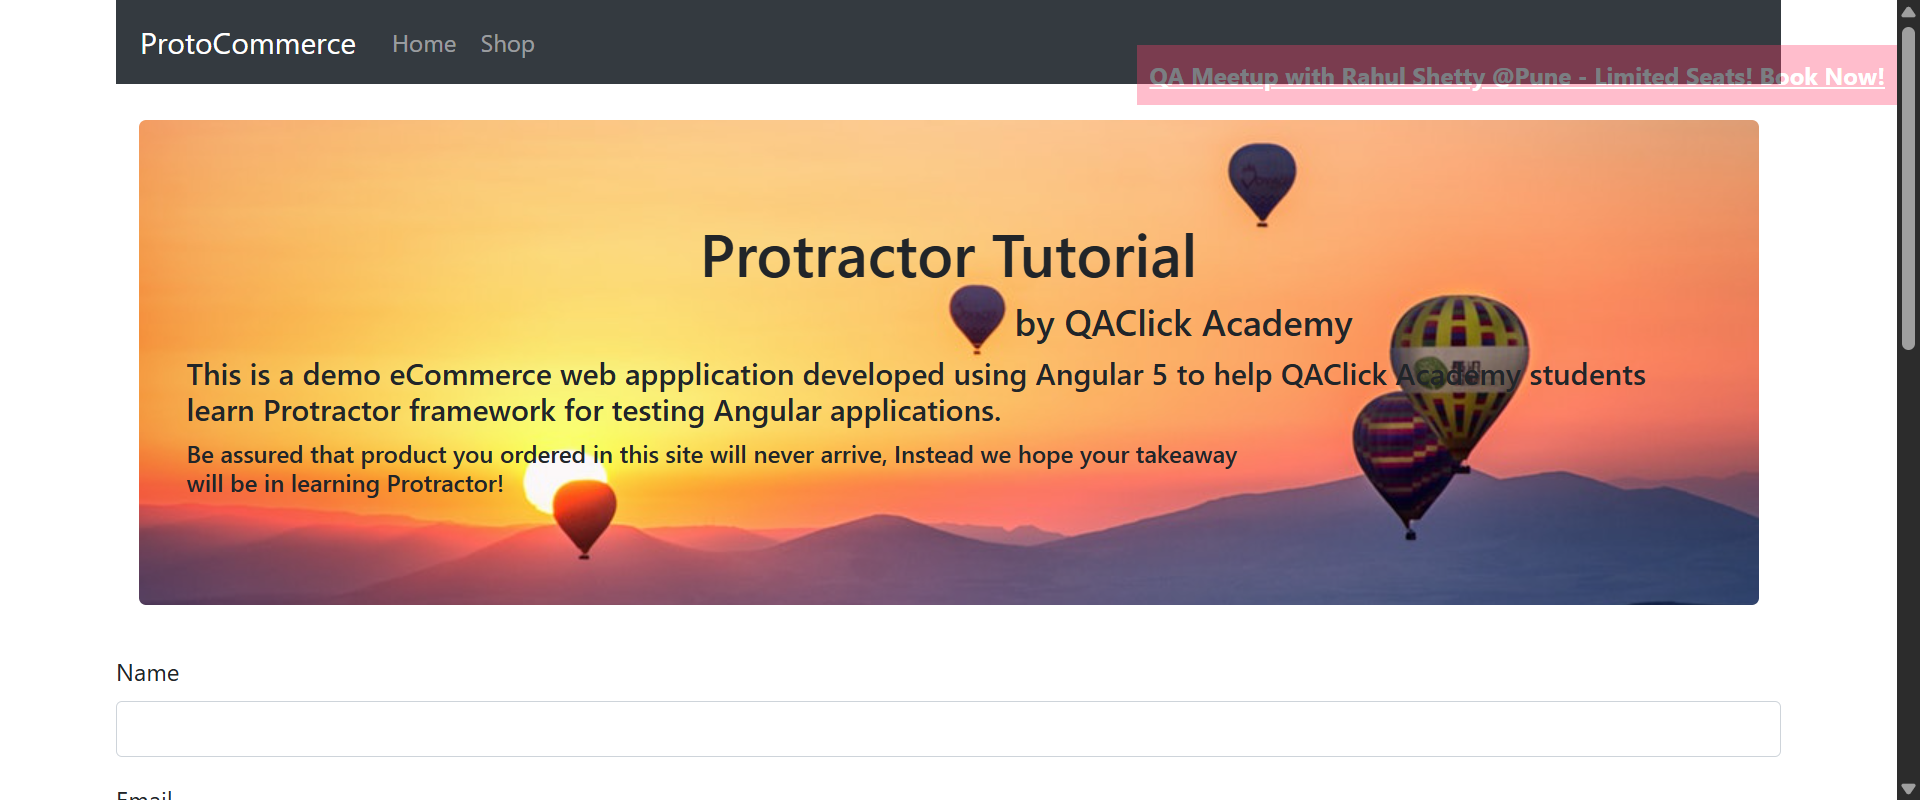 ProtoCommerce Home Shop
QA Meetup with Rahul Shetty @Pune - Limited Seats! Book Now!
Protractor Tutorial
by QAClick Academy
This is a demo eCommerce web appplication developed using Angular 5 to help QAClick Academy students
learn Protractor framework for testing Angular applications.
Be assured that product you ordered in this site will never arrive, Instead we hope your takeaway
will be in learning Protractor!
Name
Email